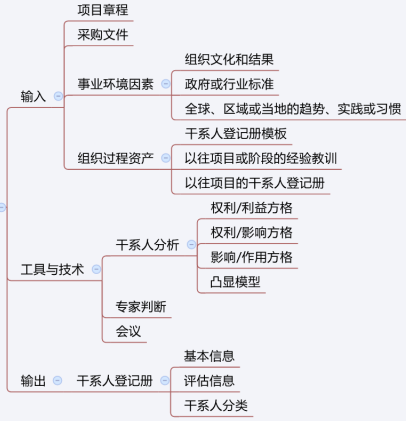 项目章程
采购文件
输入
事业环境因素
组织文化和结果
政府或行业标准
全球、区域或当地的趋势、实践或习惯
组织过程资产
干系人登记册模板
以往项目或阶段的经验教训
以往项目的干系人登记册
工具与技术
干系人分析
权利/利益方格
权利/影响方格
影响/作用方格
凸显模型
专家判断
会议
输出
干系人登记册
基本信息
评估信息
干系人分类